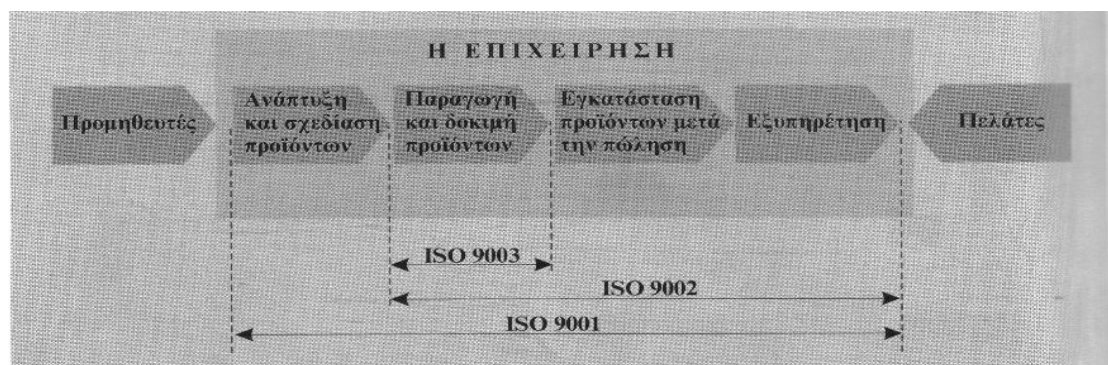 Η ΕΠΙΧΕΙΡΗΣΗ
Προμηθευτές
Ανάπτυξη
και σχεδίαση
προϊόντων
Παραγωγή
και δοκιμή
προϊόντων
Εγκατάσταση
προϊόντων μετά
την πώληση
Εξυπηρέτηση
Πελάτες
ISO 9003
ISO 9002
ISO 9001